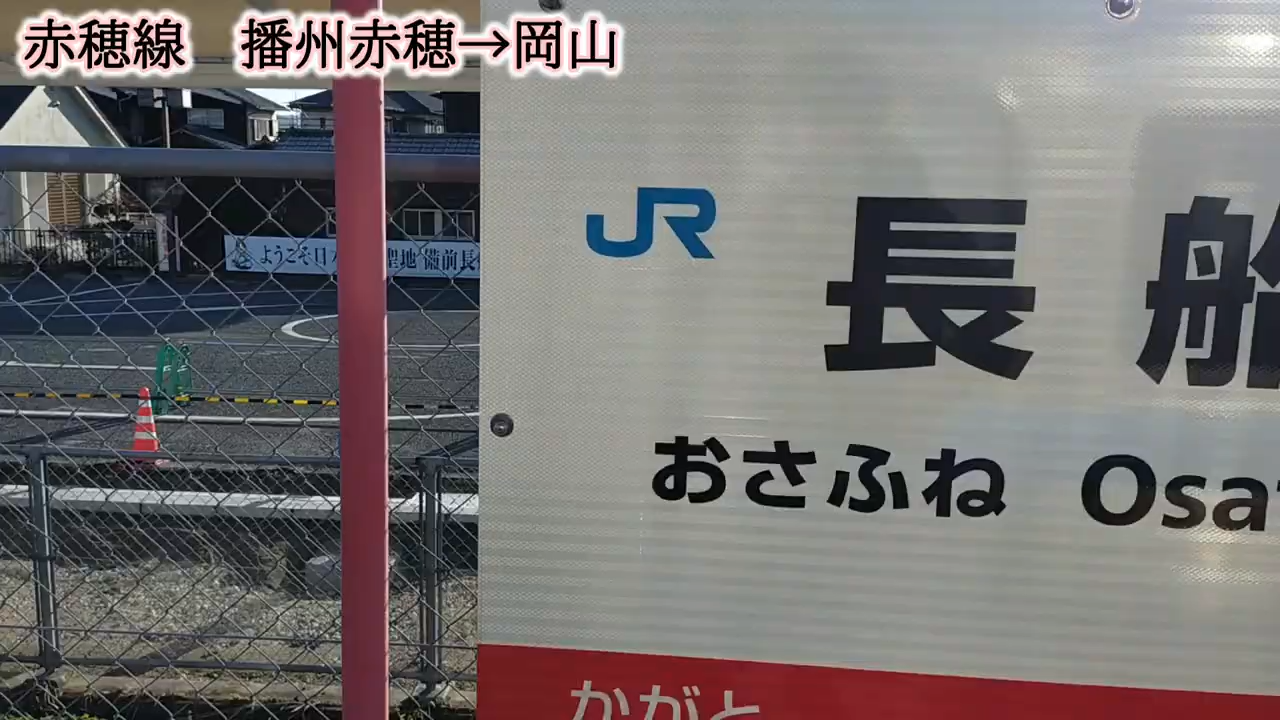 赤穂線　播州赤穂→岡山
JR
長船
ようこそ日 聖地 備前長
おさふね Osa
かがと